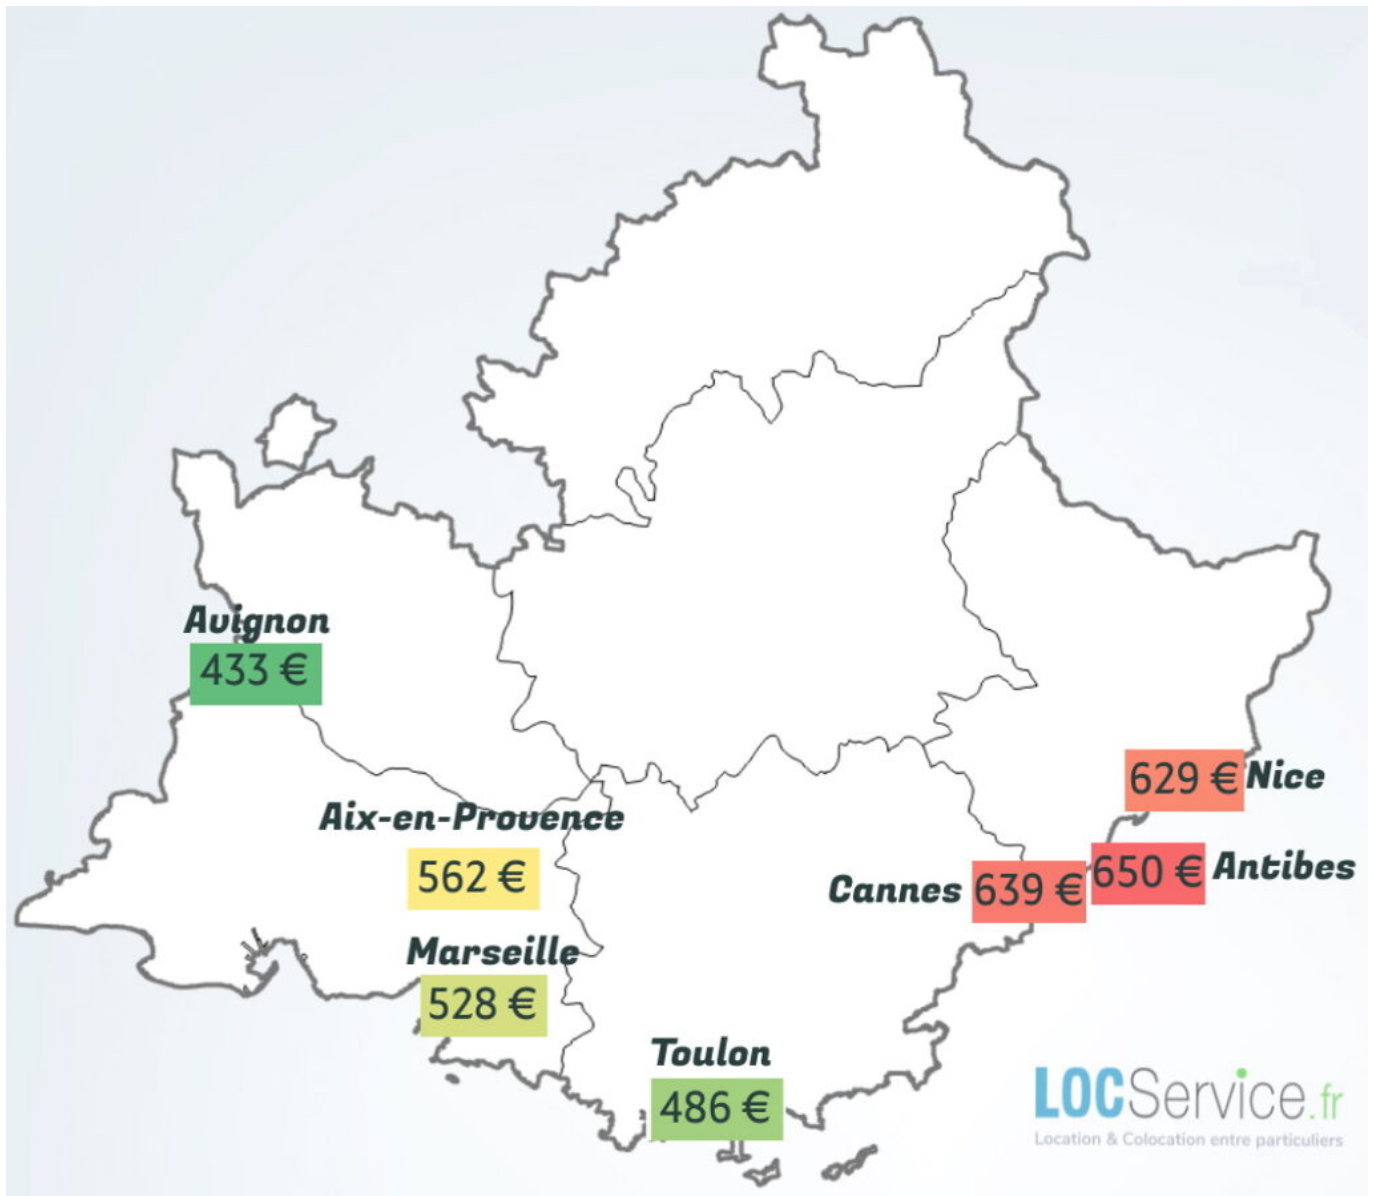 Avignon
433 €
Aix-en-Provence
562 €
Marseille
528 €
Toulon
486 €
Cannes 639 €
650 € Antibes
629 € Nice
LOCService.fr
Location & Colocation entre particuliers